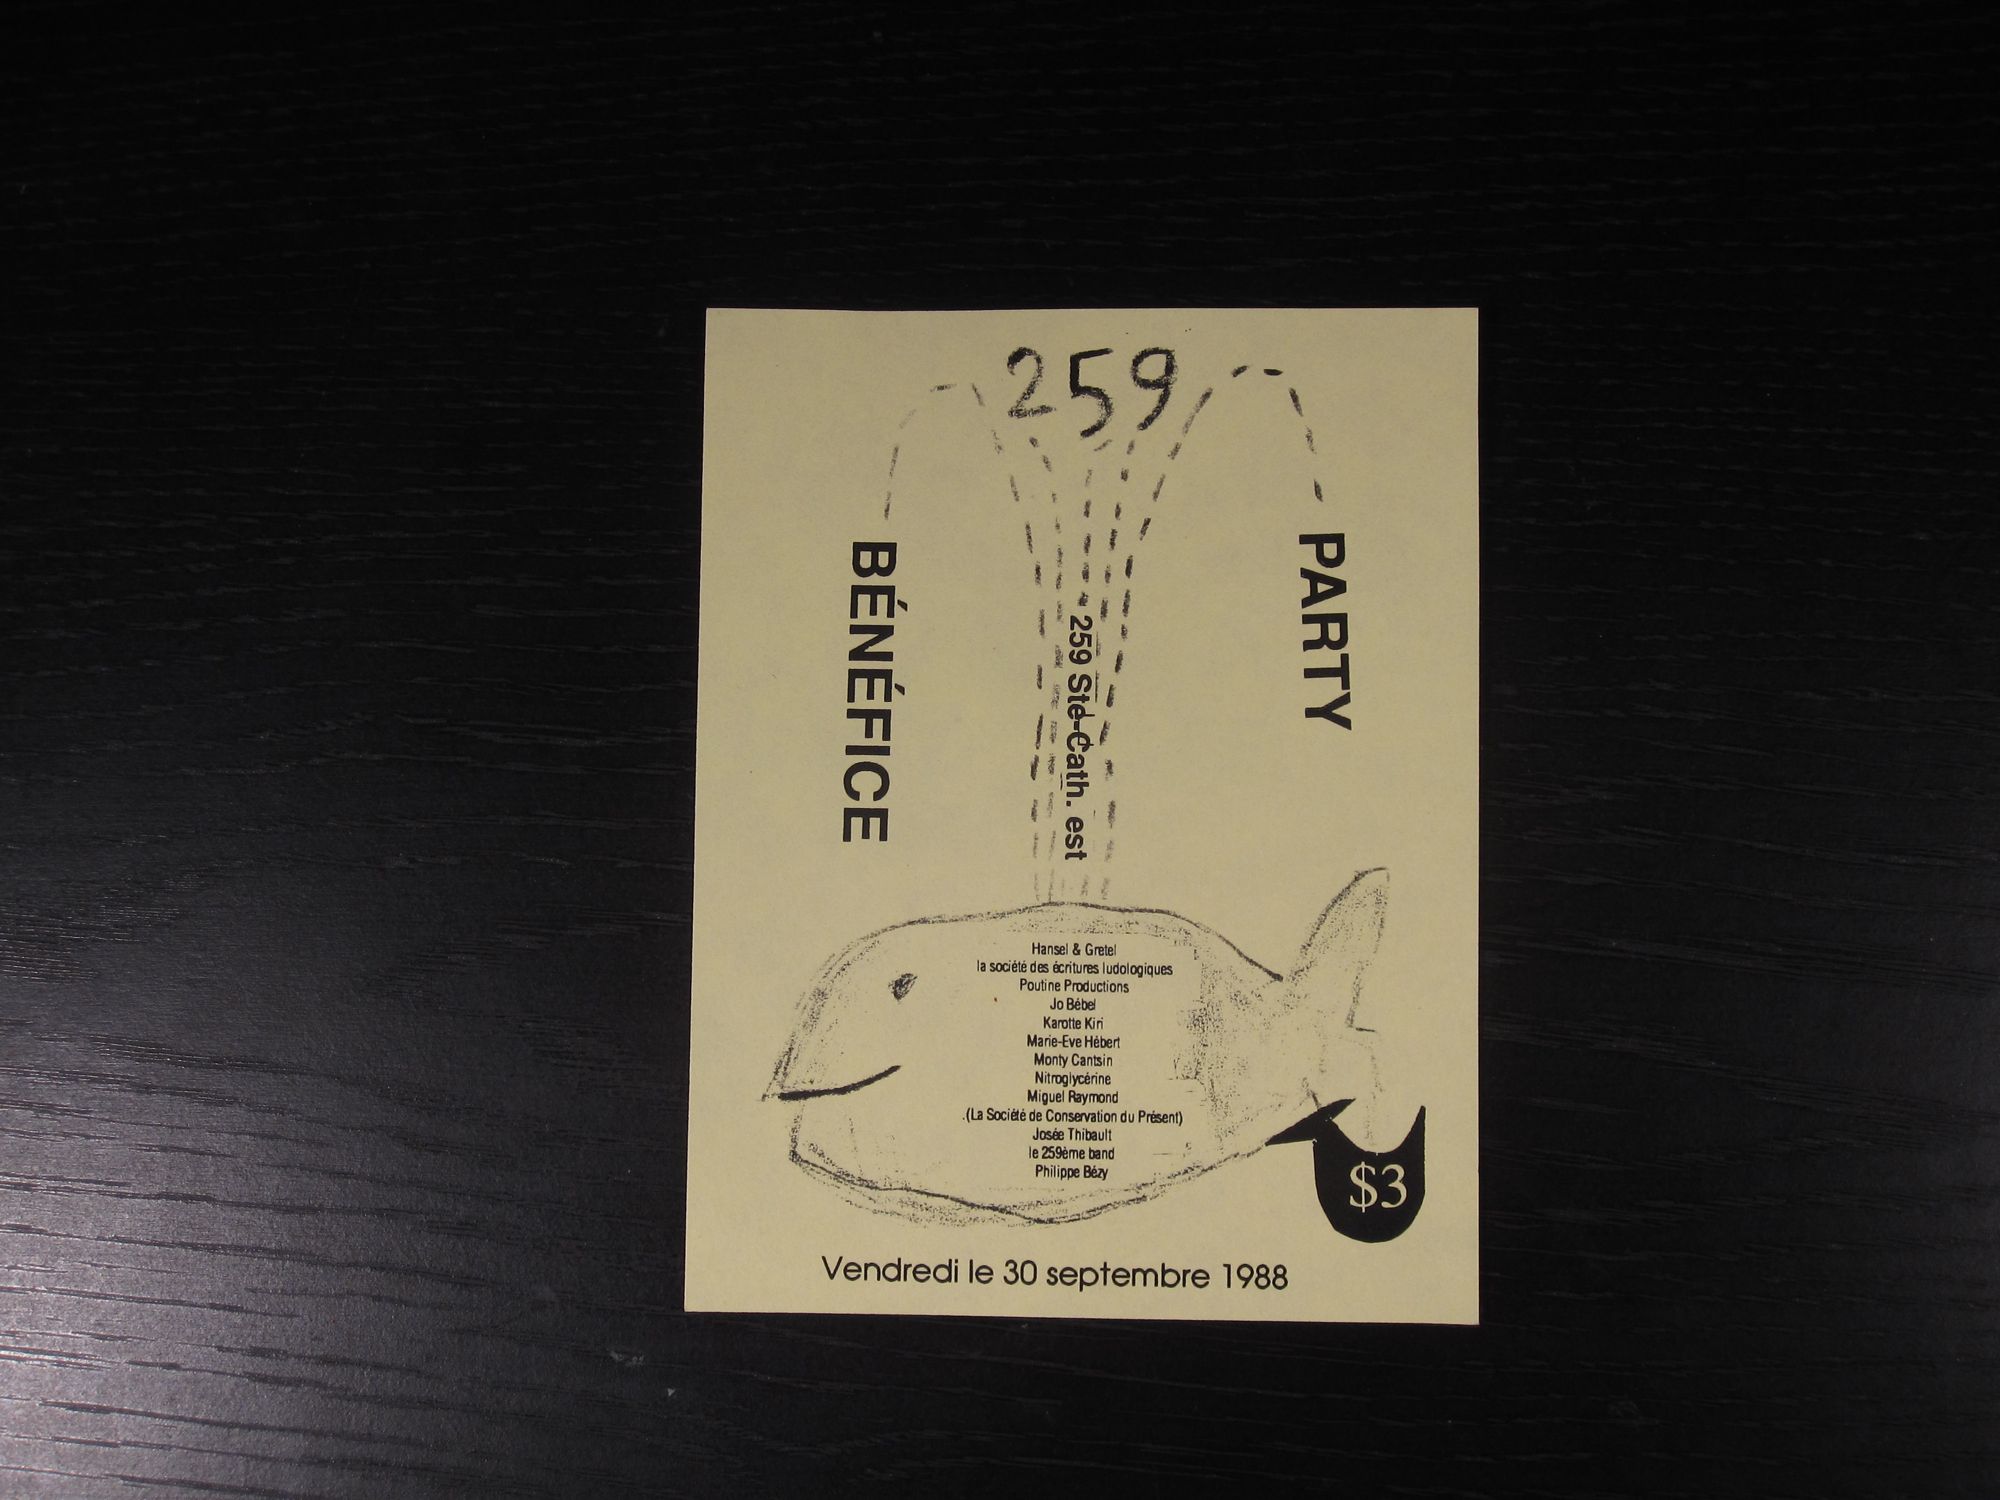 259
BÉNÉFICE
PARTY
259 Ste-Cath. est
Hansel & Gretel
la société des écritures ludologiques
Poutine Productions
Jo Bébel
Karotte Kiri
Marie-Eve Hébert
Monty Cantsin
Nitroglycérine
Miguel Raymond
.(La Société de Conservation du Présent)
Josée Thibault
le 259ème band
Philippe Bézy
$3
Vendredi le 30 septembre 1988